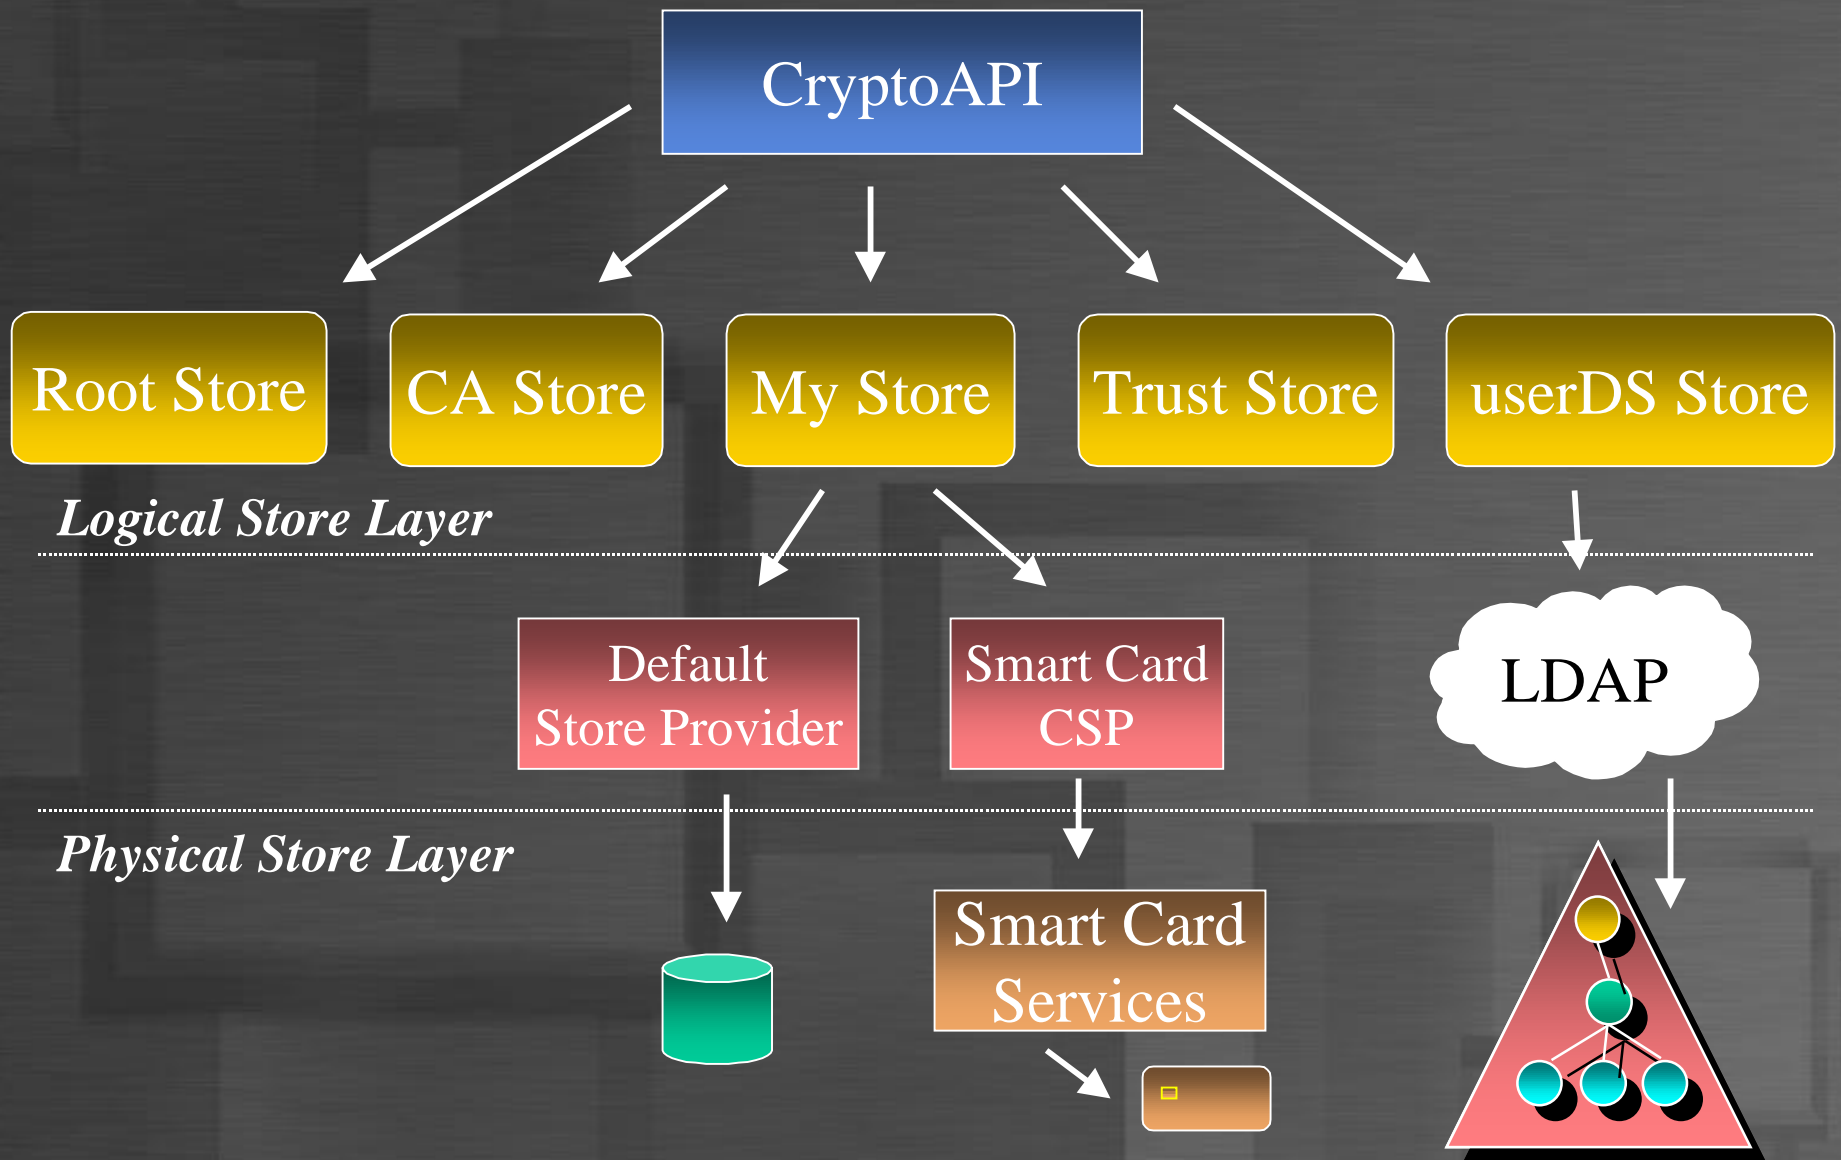 CryptoAPI
Root Store
CA Store
My Store
Trust Store
userDS Store
Logical Store Layer
Default
Store Provider
Smart Card
CSP
LDAP
Physical Store Layer
Smart Card
Services